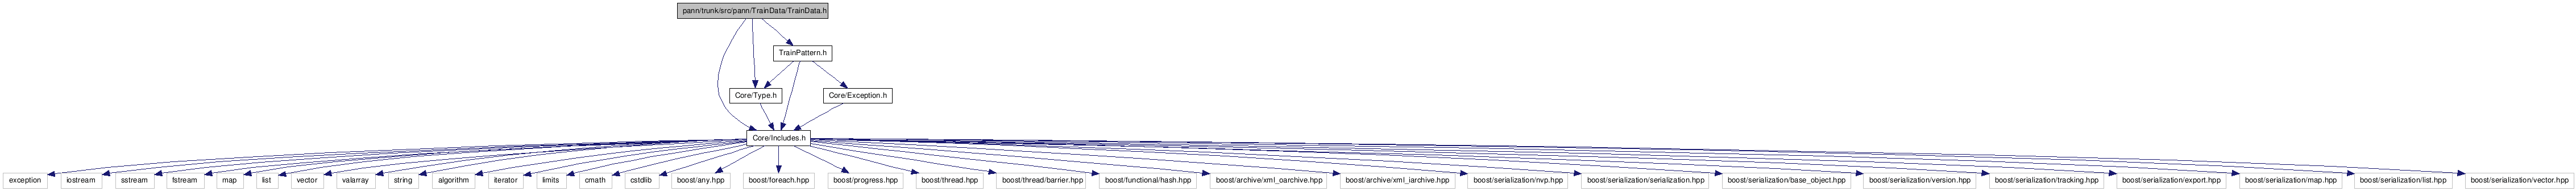 pann/trunk/src/pann/TrainData/TrainData.h
TrainPattern.h
Core/Type.h
Core/Exception.h
Core/Includes.h
exception
iostream
sstream
fstream
map
list
vector
valarray
string
algorithm
iterator
limits
cmath
cstdlib
boost/any.hpp
boost/foreach.hpp
boost/progress.hpp
boost/thread.hpp
boost/thread/barrier.hpp
boost/functional/hash.hpp
boost/archive/xml_oarchive.hpp
boost/archive/xml_iarchive.hpp
boost/serialization/nvp.hpp
boost/serialization/serialization.hpp
boost/serialization/base_object.hpp
boost/serialization/version.hpp
boost/serialization/tracking.hpp
boost/serialization/export.hpp
boost/serialization/map.hpp
boost/serialization/list.hpp
boost/serialization/vector.hpp